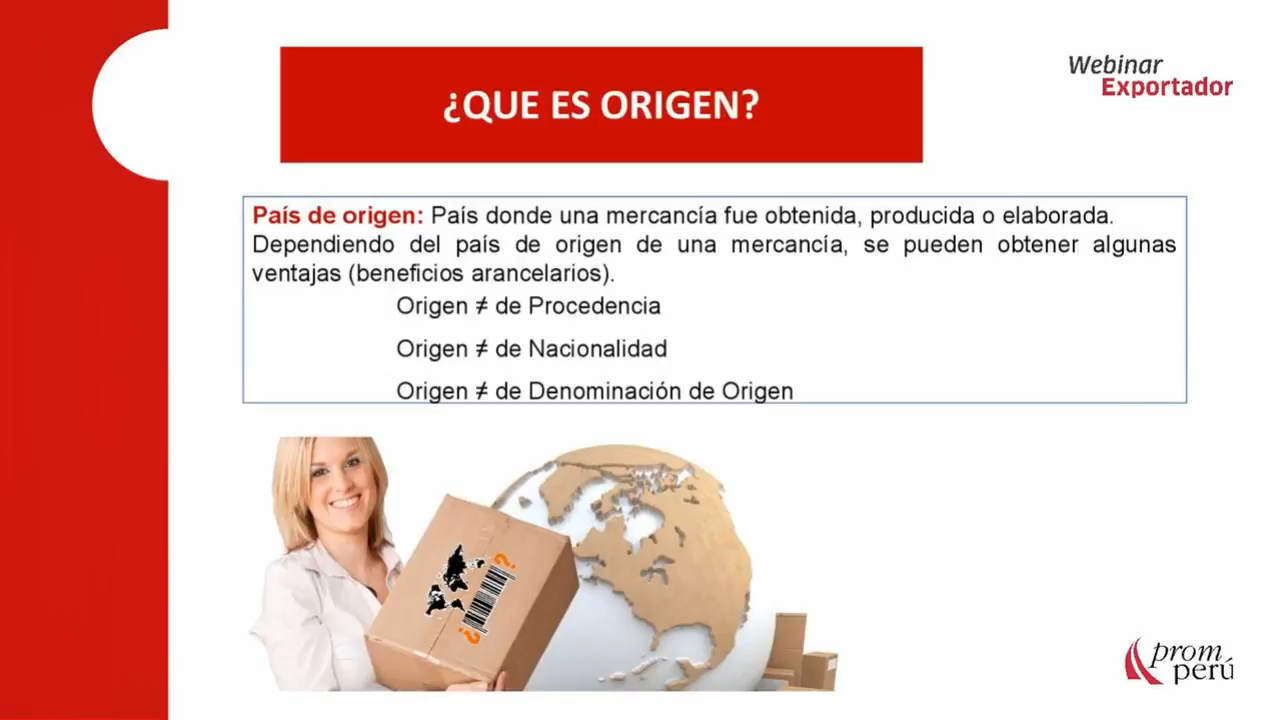 ¿QUE ES ORIGEN?
Webinar
Exportador
País de origen: País donde una mercancía fue obtenida, producida o elaborada.
Dependiendo del país de origen de una mercancía, se pueden obtener algunas
ventajas (beneficios arancelarios).
Origen ≠ de Procedencia
Origen ≠ de Nacionalidad
Origen ≠ de Denominación de Origen
¿
?
prom
perú